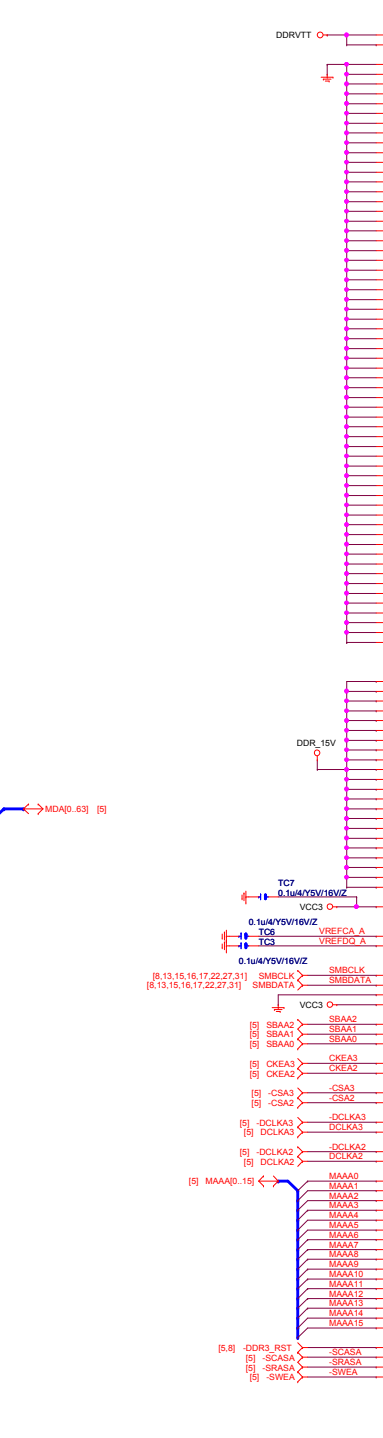 DDRVTT
DDR_15V
MDA[0..63] [5]
TC7
0.1u/4/Y5V/16V/Z
VCC3
0.1u/4/Y5V/16V/Z
TC6 VREFCA_A
TC3 VREFDQ_A
0.1u/4/Y5V/16V/Z
[8,13,15,16,17,22,27,31] SMBCLK SMBCLK
[8,13,15,16,17,22,27,31] SMBDATA SMBDATA
VCC3
[5] SBAA2 SBAA2
[5] SBAA1 SBAA1
[5] SBAA0 SBAA0
[5] CKEA3 CKEA3
[5] CKEA2 CKEA2
[5] -CSA3 -CSA3
[5] -CSA2 -CSA2
[5] -DCLKA3 -DCLKA3
[5] DCLKA3 DCLKA3
[5] -DCLKA2 -DCLKA2
[5] DCLKA2 DCLKA2
[5] MAAA[0..15] MAAA0
MAAA1
MAAA2
MAAA3
MAAA4
MAAA5
MAAA6
MAAA7
MAAA8
MAAA9
MAAA10
MAAA11
MAAA12
MAAA13
MAAA14
MAAA15
[5,8] -DDR3_RST
[5] -SCASA -SCASA
[5] -SRASA -SRASA
[5] -SWEA -SWEA